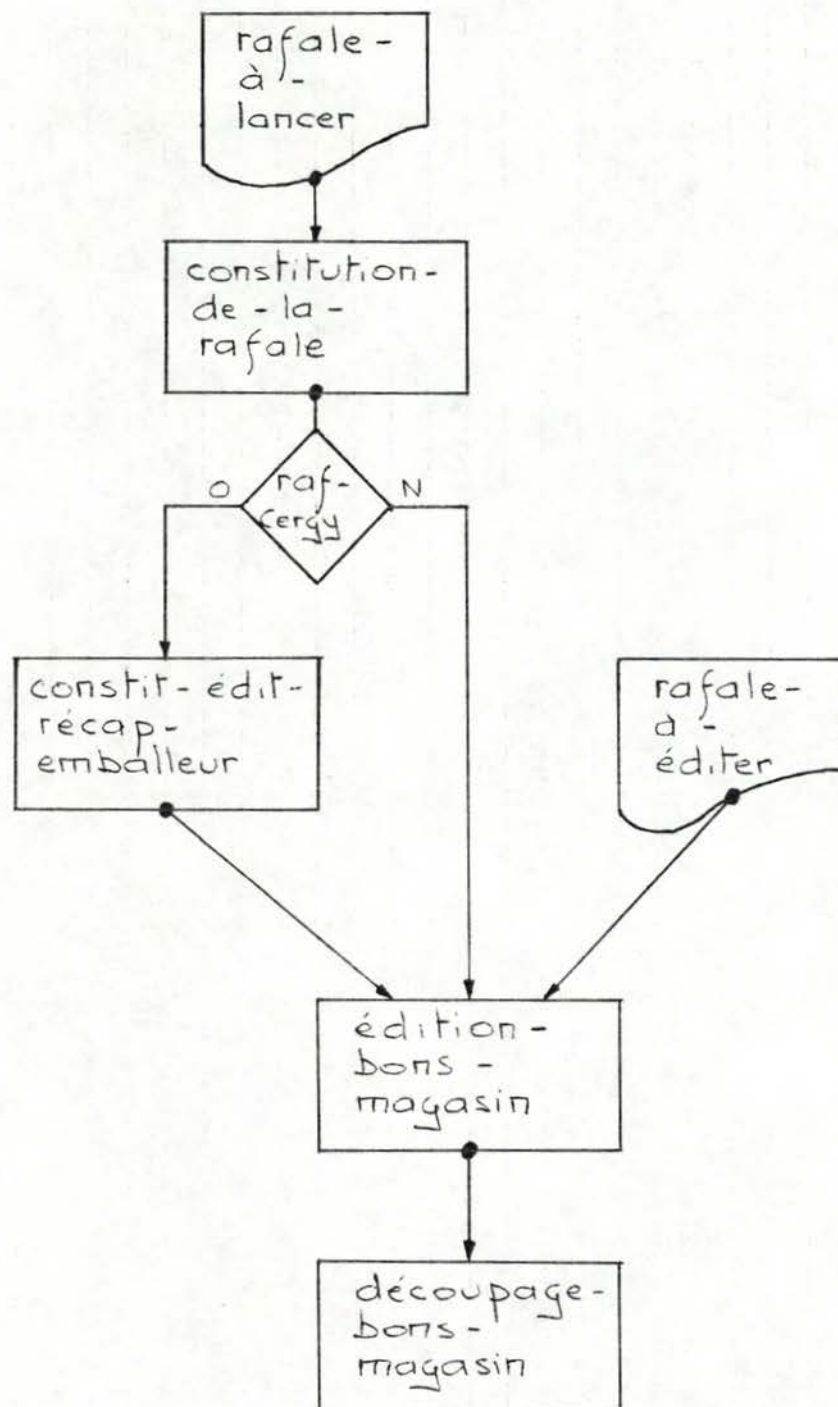 rafale-
à-
lancer
constitution-
de-la-
rafale
O
raf-
Cergy
N
constit-édit-
récap-
emballeur
rafale-
à-
éditer
édition-
bons-
magasin
découpage-
bons-
magasin